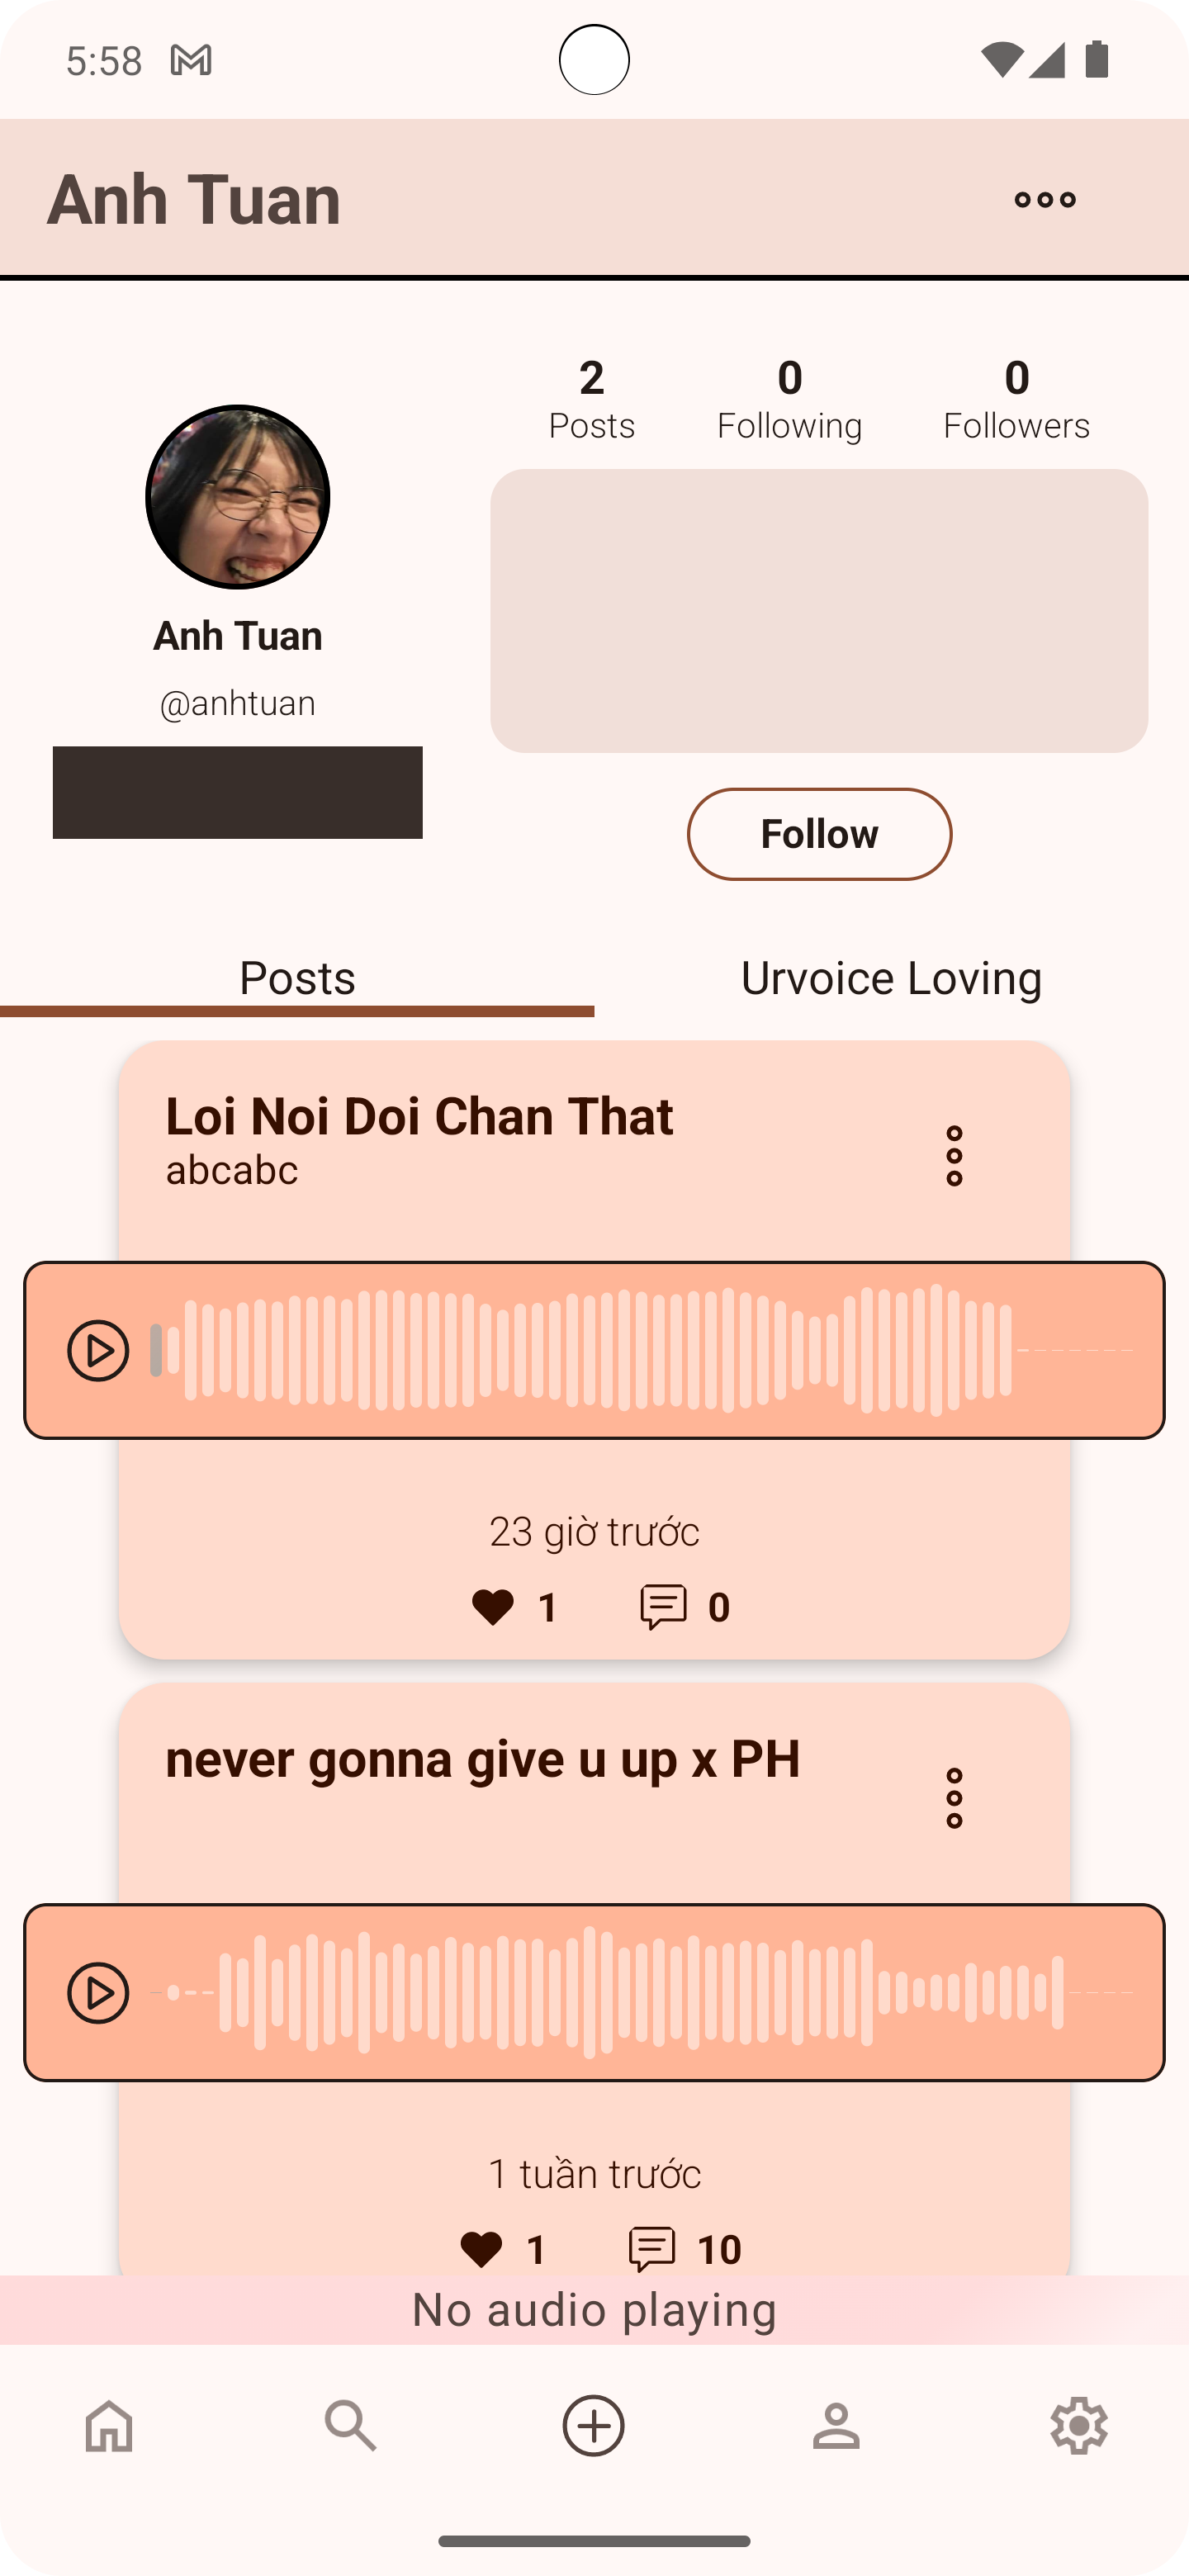 5:58
Anh Tuan
2 0 0
Posts Following Followers
Anh Tuan
@anhtuan
Follow
Posts Urvoice Loving
Loi Noi Doi Chan That
abcabc
23 giờ trước
1 0
never gonna give u up x PH
1 tuần trước
1 10
No audio playing